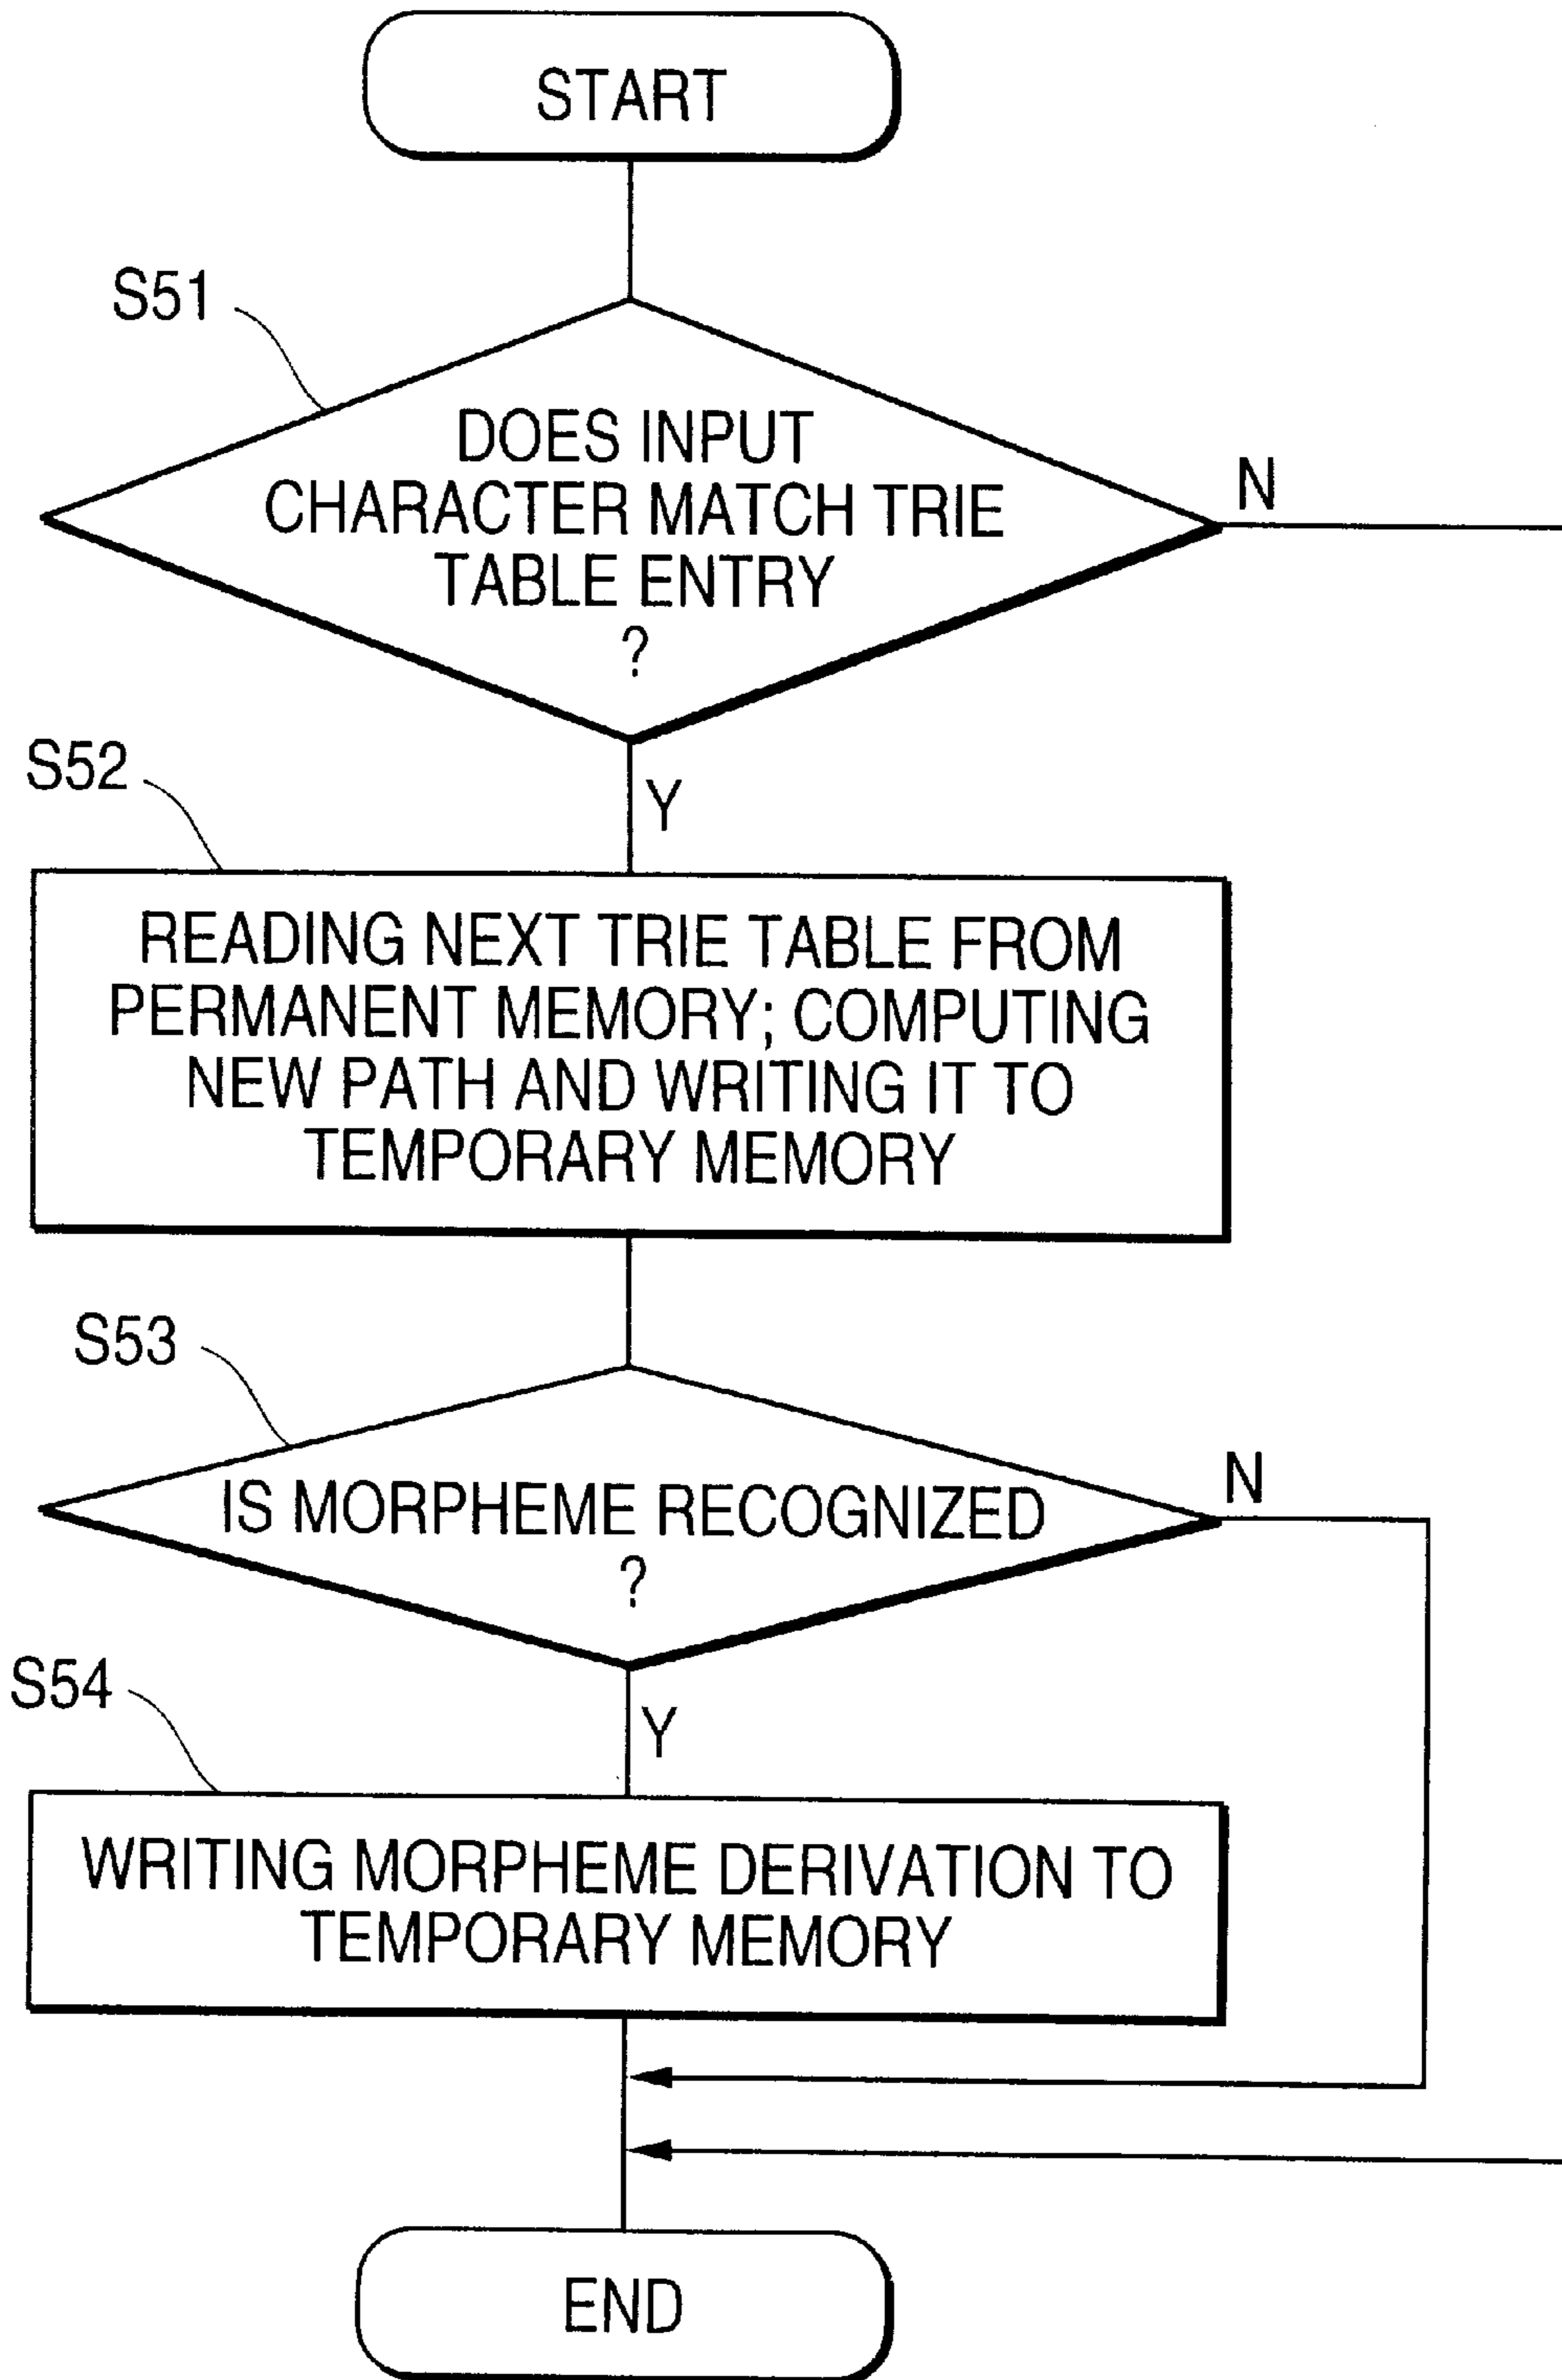 START
S51
DOES INPUT
CHARACTER MATCH TRIE
TABLE ENTRY
?
N
Y
S52
READING NEXT TRIE TABLE FROM
PERMANENT MEMORY; COMPUTING
NEW PATH AND WRITING IT TO
TEMPORARY MEMORY
S53
IS MORPHEME RECOGNIZED
?
N
Y
S54
WRITING MORPHEME DERIVATION TO
TEMPORARY MEMORY
END